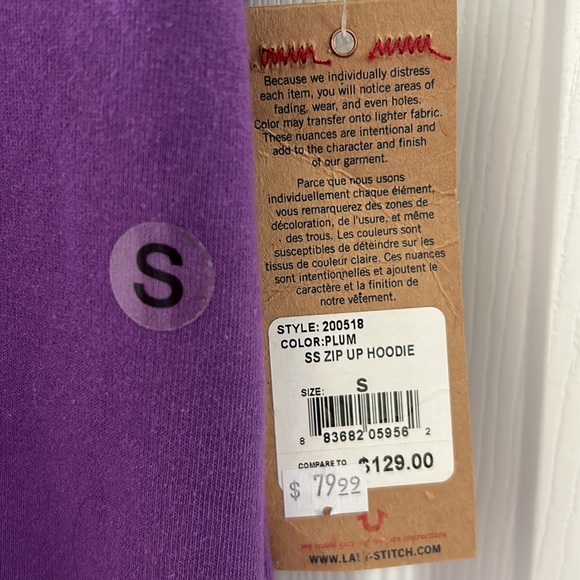 S
Because we individually distress
each item, you will notice areas of
fading, wear, and even holes.
Color may transfer onto lighter fabric.
These nuances are intentional and
add to the character and finish
of our garment.
Parce que nous usons
individuellement chaque élément,
vous remarquerez des zones de
décoloration, de l'usure, et même
des trous. Les couleurs sont
susceptibles de déteindre sur les
tissus de couleur claire. Ces nuances
sont intentionnelles et ajoutent le
caractère et la finition de
notre vêtement.
STYLE: 200518
COLOR:PLUM
SS ZIP UP HOODIE
SIZE: S
8 83682 05956 2
COMPARE TO $129.00
$ 79.99
see instructions